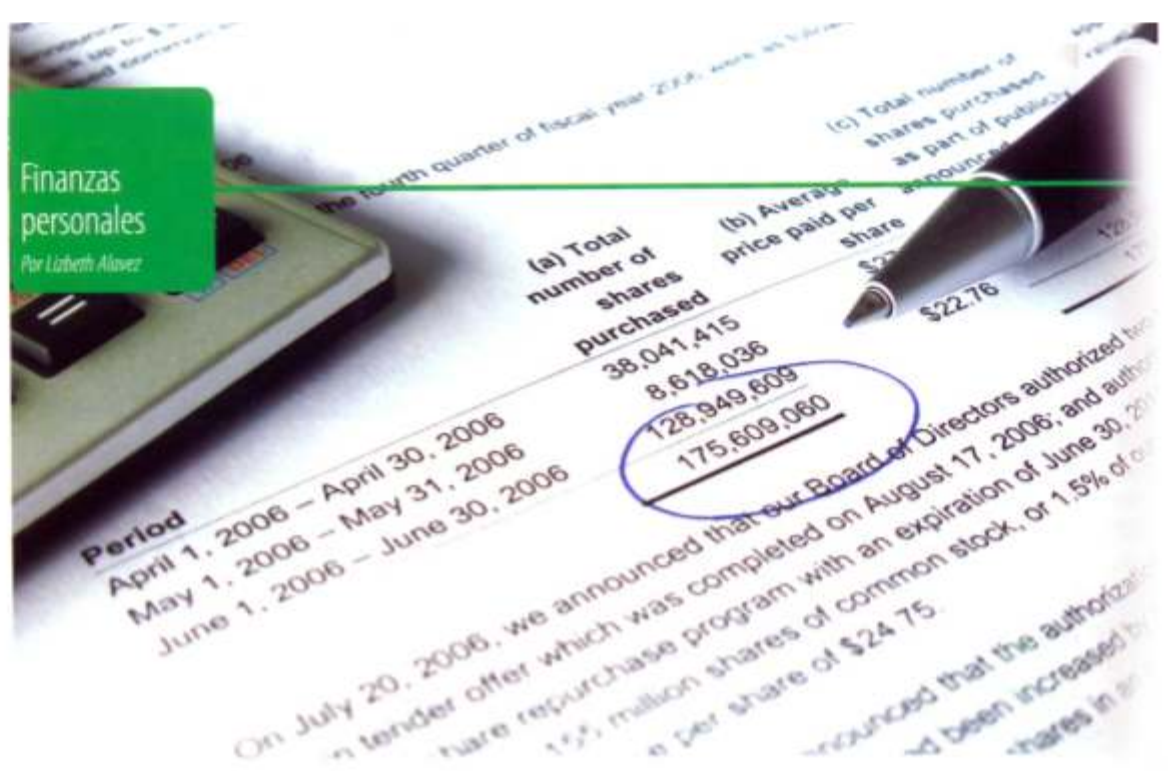 Finanzas
personales
Por Lizbeth Alavez
the fourth quarter of fiscal year 2006 were as follows
(a) Total
number of
shares
purchased
(b) Average
price paid per
share
(c) Total number of
shares purchased
as part of publicly
announced
Period
April 1, 2006 – April 30, 2006
38,041,415
May 1, 2006 – May 31, 2006
8,618,036
June 1, 2006 – June 30, 2006
128,949,609
175,609,060
$22.76
On July 20, 2006, we announced that our Board of Directors authorized
tender offer which was completed on August 17, 2006; and
share repurchase program with an expiration of June 30,
million shares of common stock, or 1.5% of
per share of $24.75.
announced that the
been increased
shares in